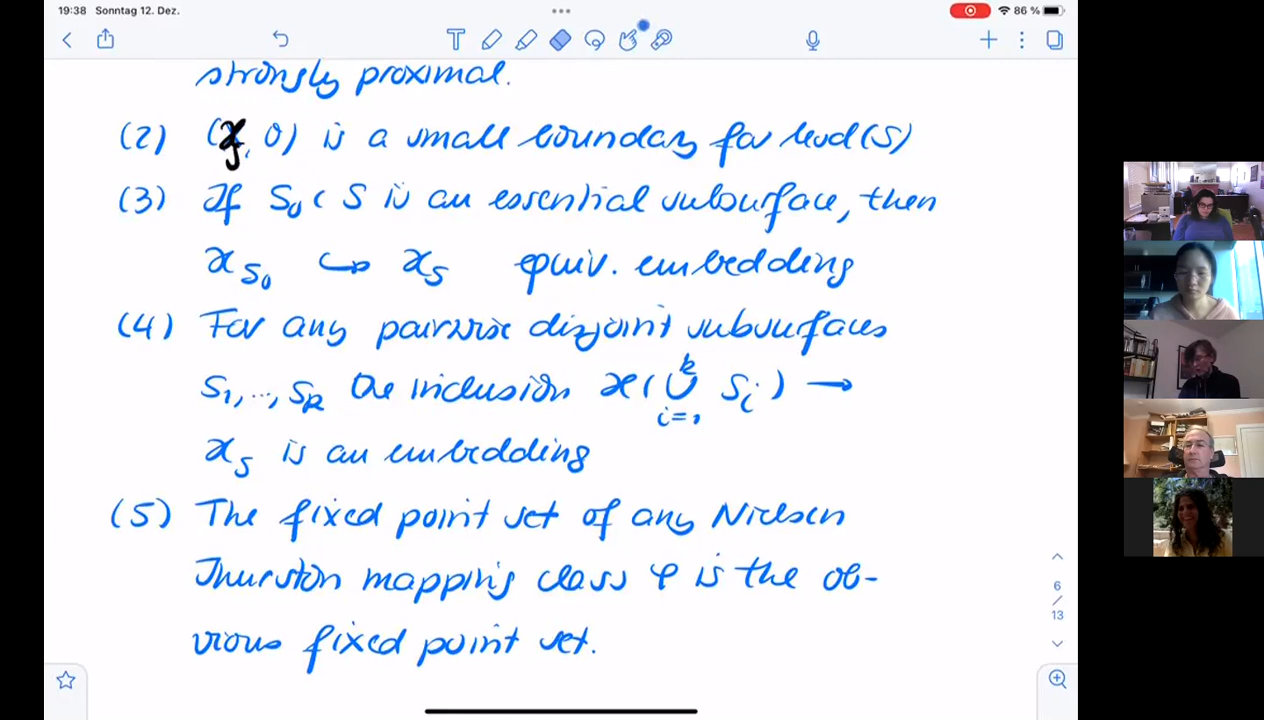 19:38 Sonntag 12. Dez.
86 %
strongly proximal.
(2) (𝒳, 0) is a small boundary for Mod(S)
(3) If S₀ ⊂ S is an essential subsurface, then
𝒳_{S₀} ↪ 𝒳_S equiv. embedding
(4) For any pairwise disjoint subsurfaces
S₁, .., S_k the inclusion 𝒳(⋃_{i=1}^k S_i) →
𝒳_S is an embedding
(5) The fixed point set of any Nielsen
Thurston mapping class φ is the ob-
vious fixed point set.
6
/
13